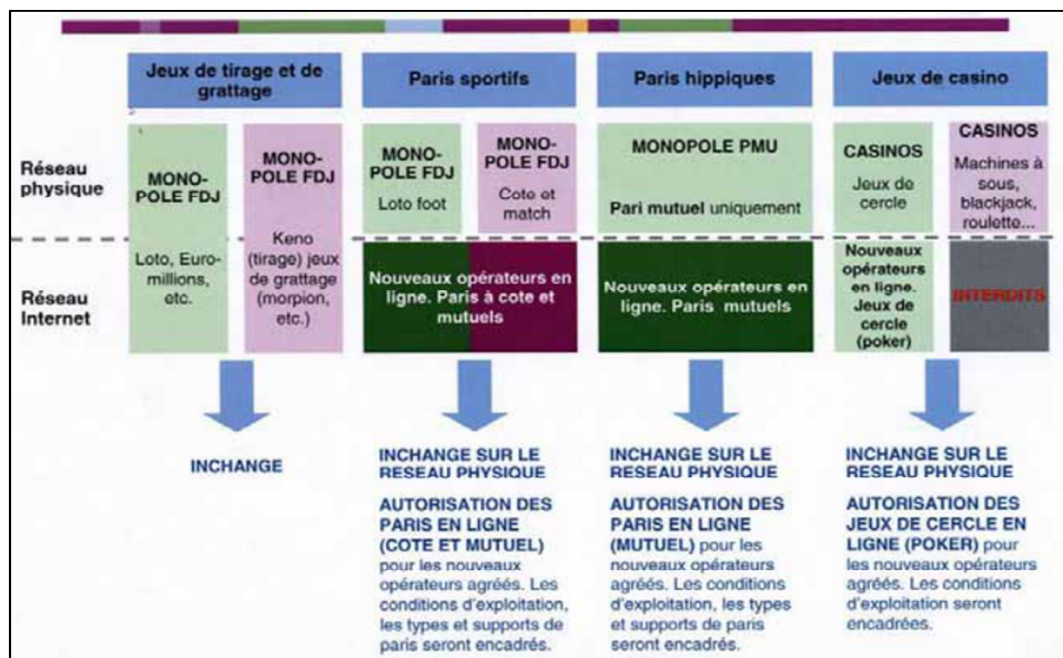 Jeux de tirage et de
grattage
Paris sportifs
Paris hippiques
Jeux de casino
Réseau
physique
MONO-
POLE FDJ
MONO-
POLE FDJ
MONO-
POLE FDJ
Loto foot
MONO-
POLE FDJ
Cote et
match
MONOPOLE PMU
Pari mutuel uniquement
CASINOS
Jeux de
cercle
CASINOS
Machines à
sous,
blackjack,
roulette...
Réseau
Internet
Loto, Euro-
millions,
etc.
Keno
(tirage) jeux
de grattage
(morpion,
etc.)
Nouveaux opérateurs en
ligne. Paris à cote et
mutuels
Nouveaux opérateurs en
ligne. Paris mutuels
Nouveaux
opérateurs
en ligne.
Jeux de
cercle
(poker)
INTERDITS
INCHANGE
INCHANGE SUR LE
RESEAU PHYSIQUE
AUTORISATION DES
PARIS EN LIGNE
(COTE ET MUTUEL)
pour les nouveaux
opérateurs agréés. Les
conditions d'exploitation,
les types et supports de
paris seront encadrés.
INCHANGE SUR LE
RESEAU PHYSIQUE
AUTORISATION DES
PARIS EN LIGNE
(MUTUEL) pour les
nouveaux opérateurs
agréés. Les conditions
d'exploitation, les types
et supports de paris
seront encadrés.
INCHANGE SUR LE
RESEAU PHYSIQUE
AUTORISATION DES
JEUX DE CERCLE EN
LIGNE (POKER) pour
les nouveaux opérateurs
agréés. Les conditions
d'exploitation seront
encadrées.